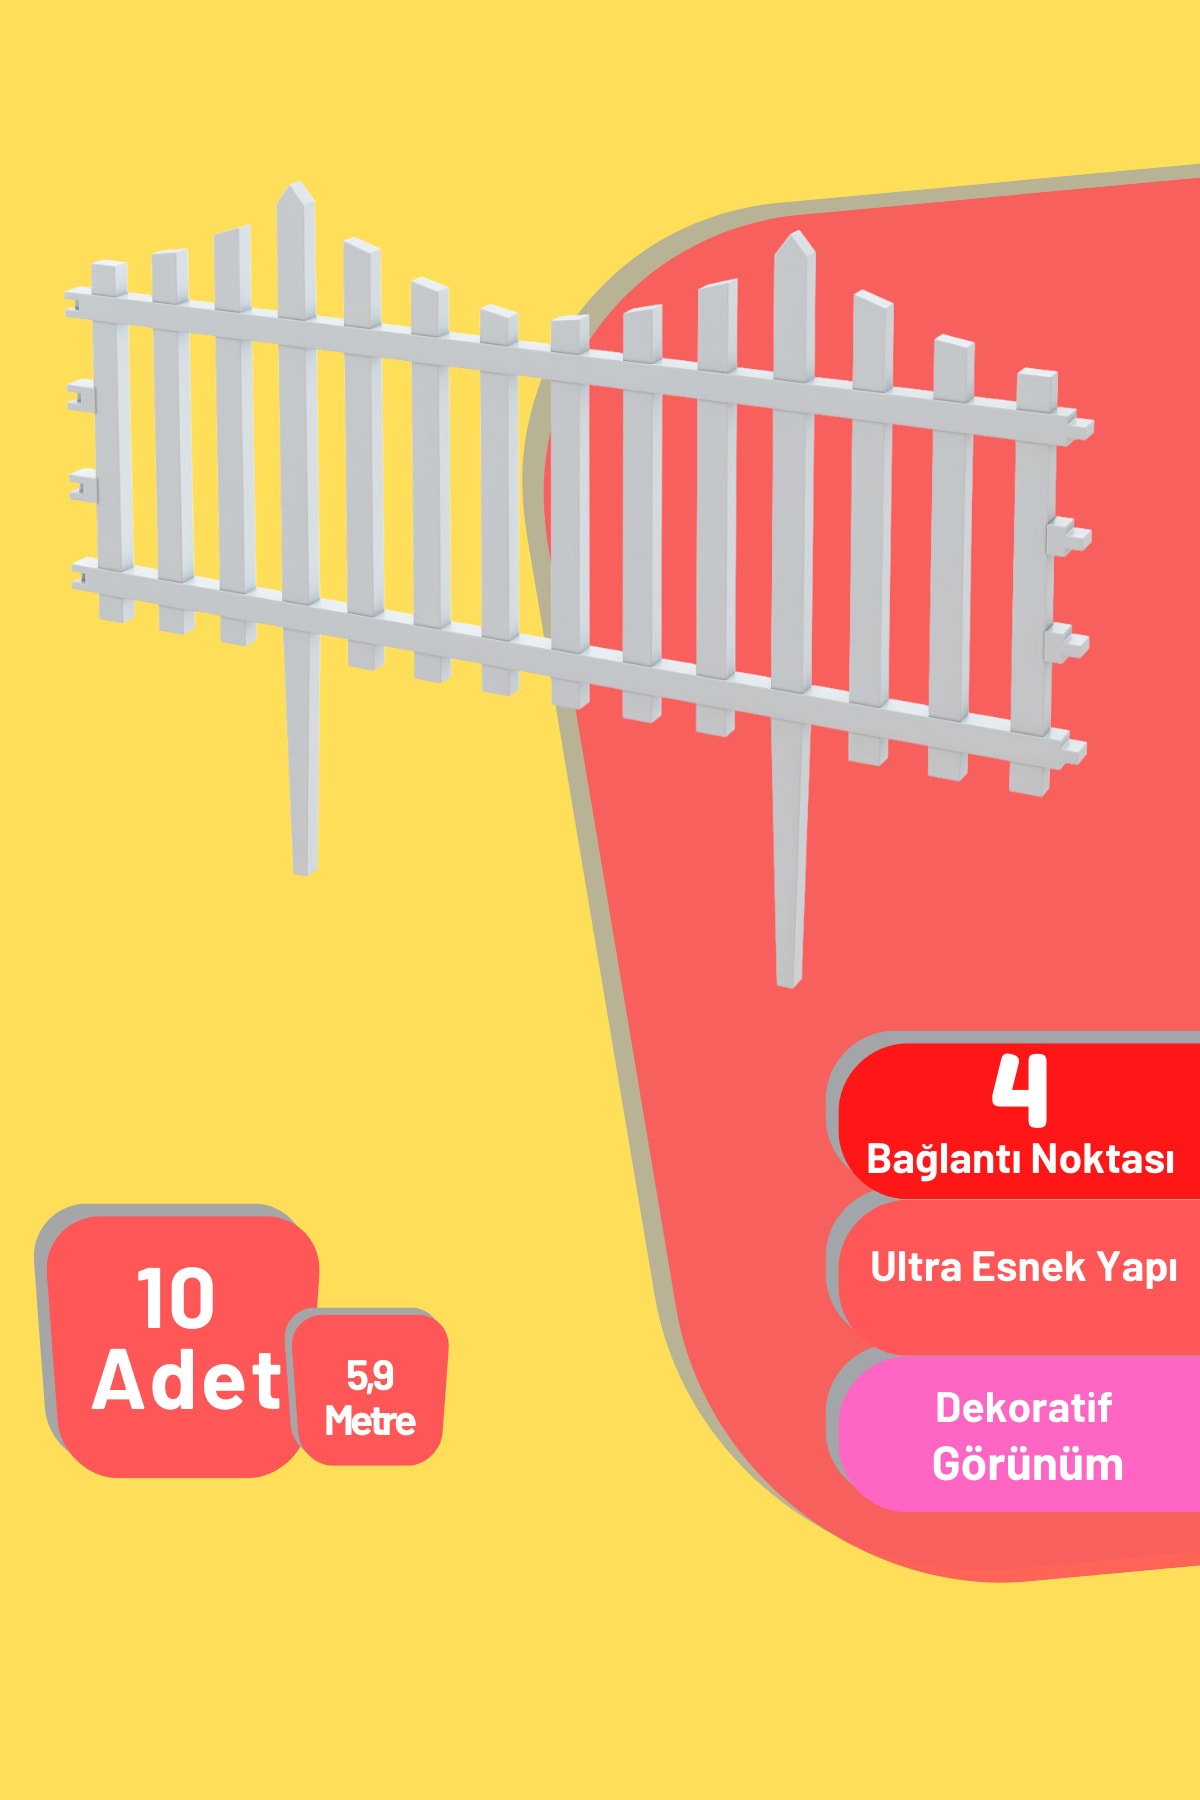 4
Bağlantı Noktası
Ultra Esnek Yapı
10
Adet
5,9
Metre
Dekoratif
Görünüm